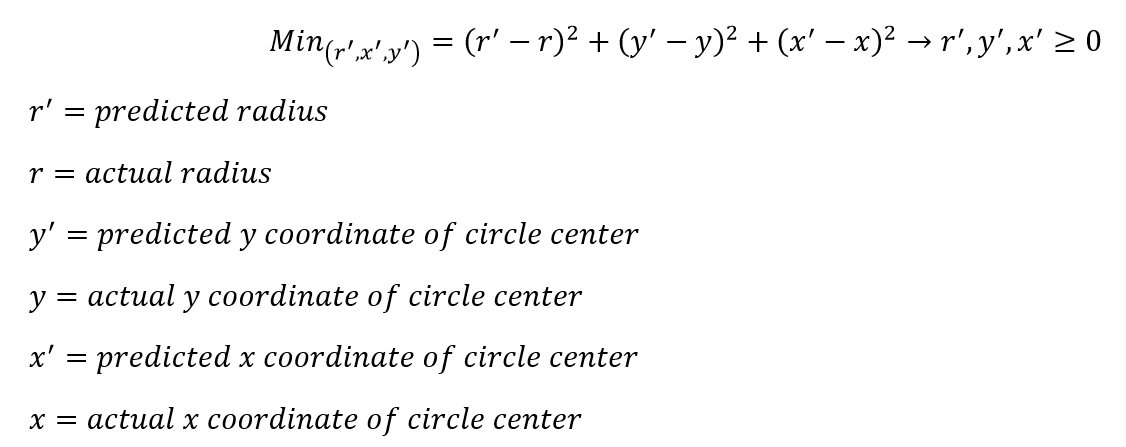 Min(r′,x′,y′) = (r′ − r)² + (y′ − y)² + (x′ − x)² → r′, y′, x′ ≥ 0
r′ = predicted radius
r = actual radius
y′ = predicted y coordinate of circle center
y = actual y coordinate of circle center
x′ = predicted x coordinate of circle center
x = actual x coordinate of circle center